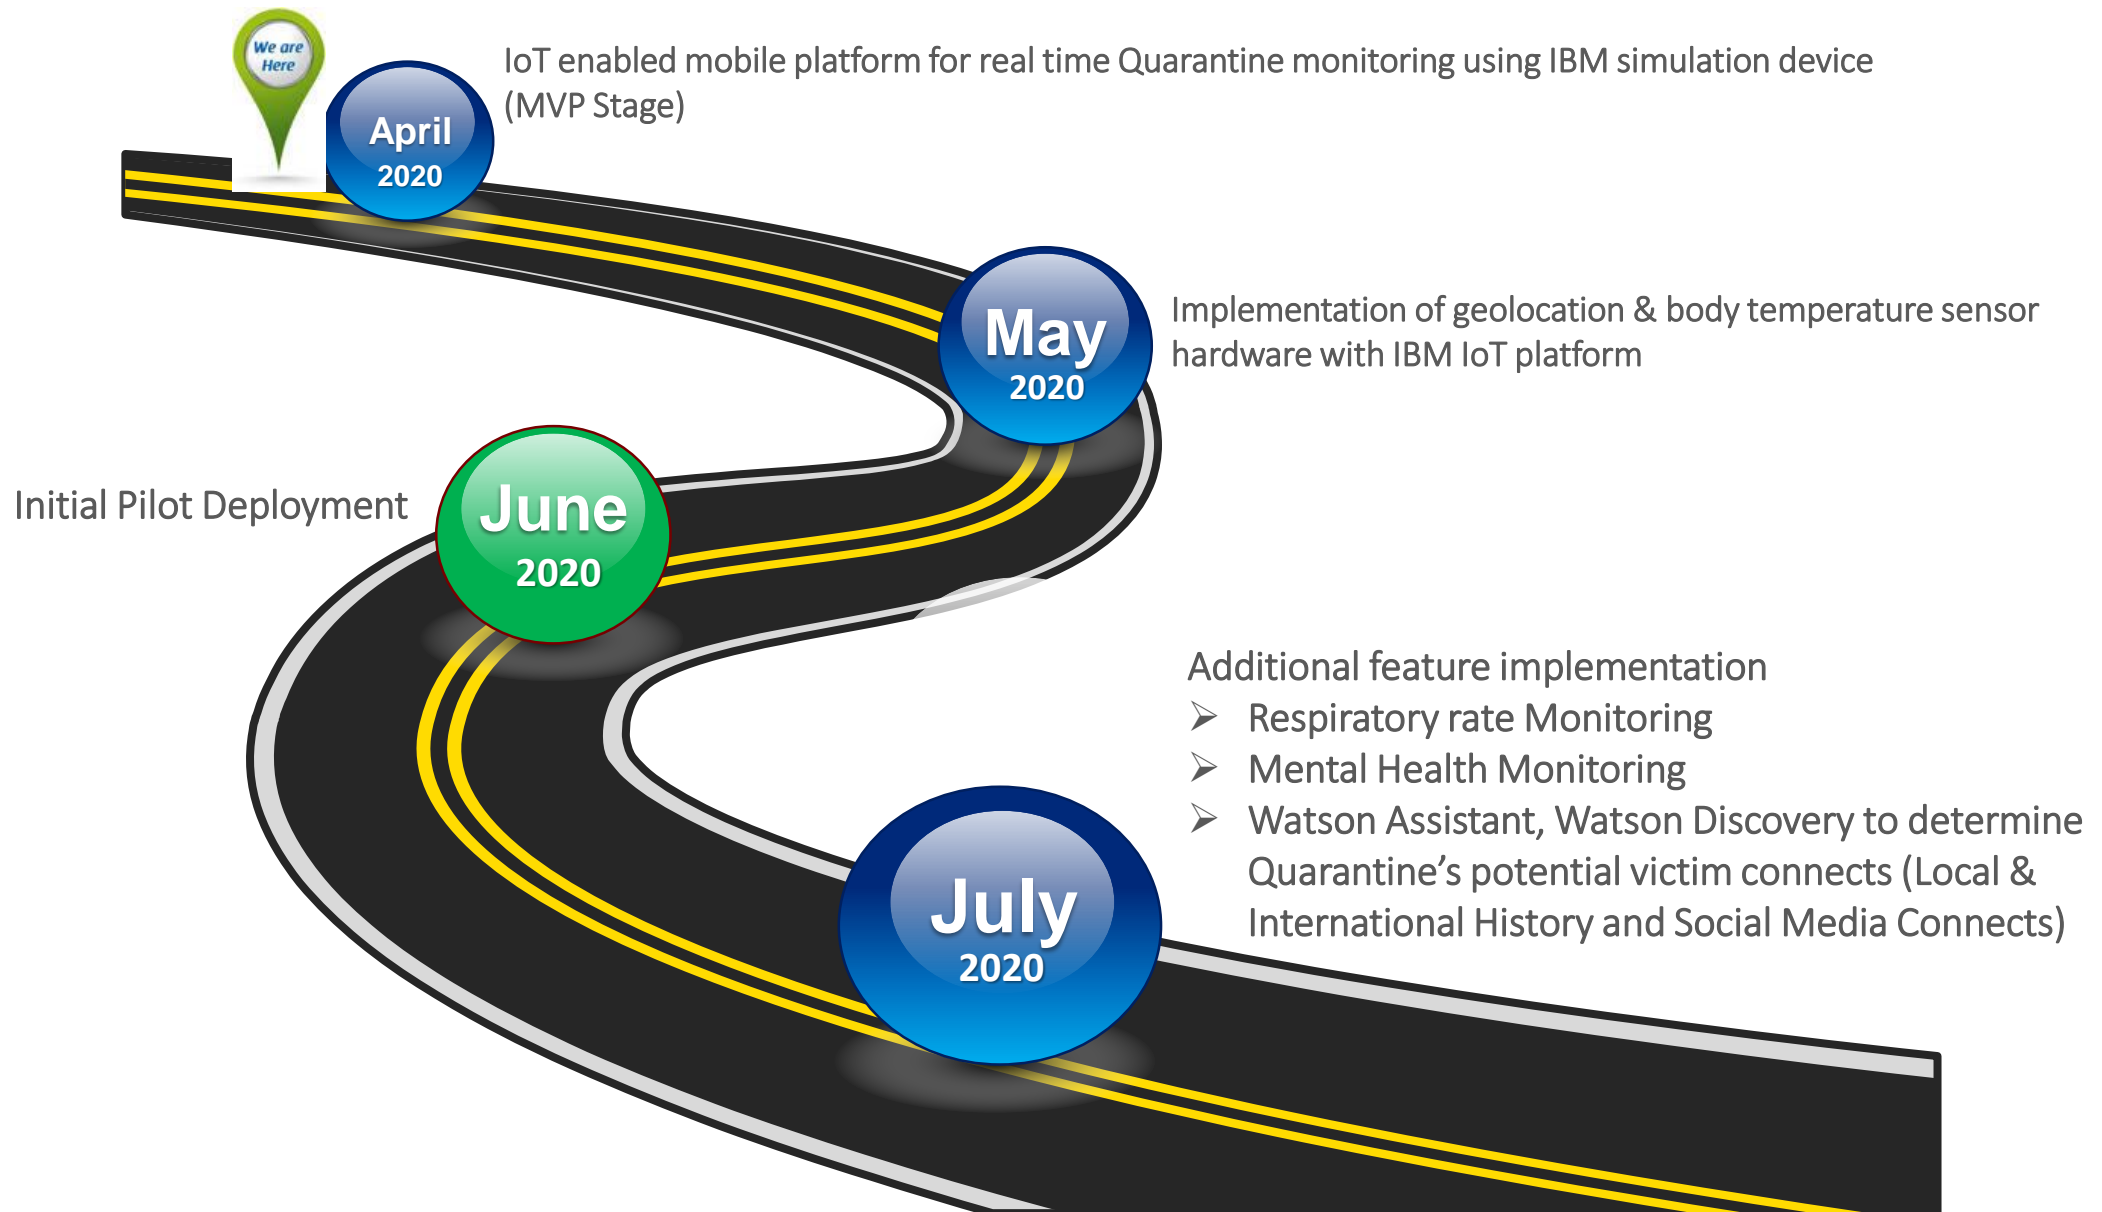 We are
Here
April
2020
IoT enabled mobile platform for real time Quarantine monitoring using IBM simulation device
(MVP Stage)
May
2020
Implementation of geolocation & body temperature sensor
hardware with IBM IoT platform
Initial Pilot Deployment
June
2020
Additional feature implementation
➢ Respiratory rate Monitoring
➢ Mental Health Monitoring
➢ Watson Assistant, Watson Discovery to determine
Quarantine’s potential victim connects (Local &
International History and Social Media Connects)
July
2020